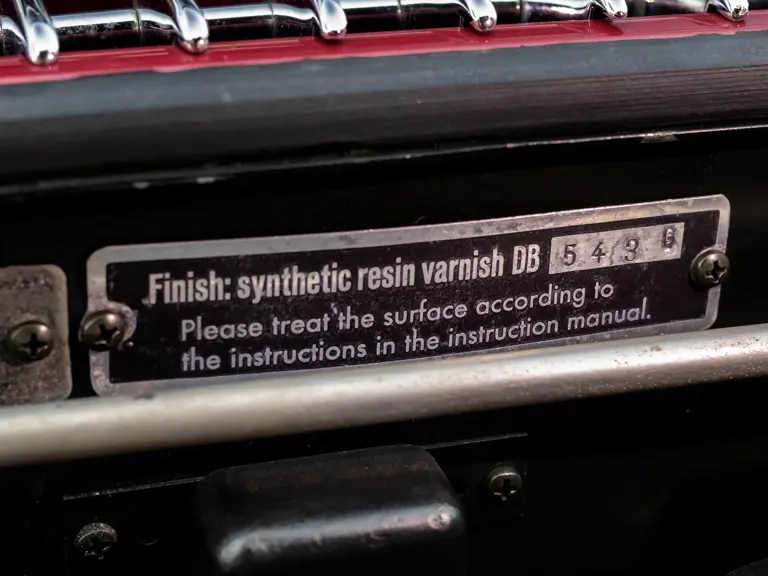 Finish: synthetic resin varnish DB 543
Please treat the surface according to
the instructions in the instruction manual.